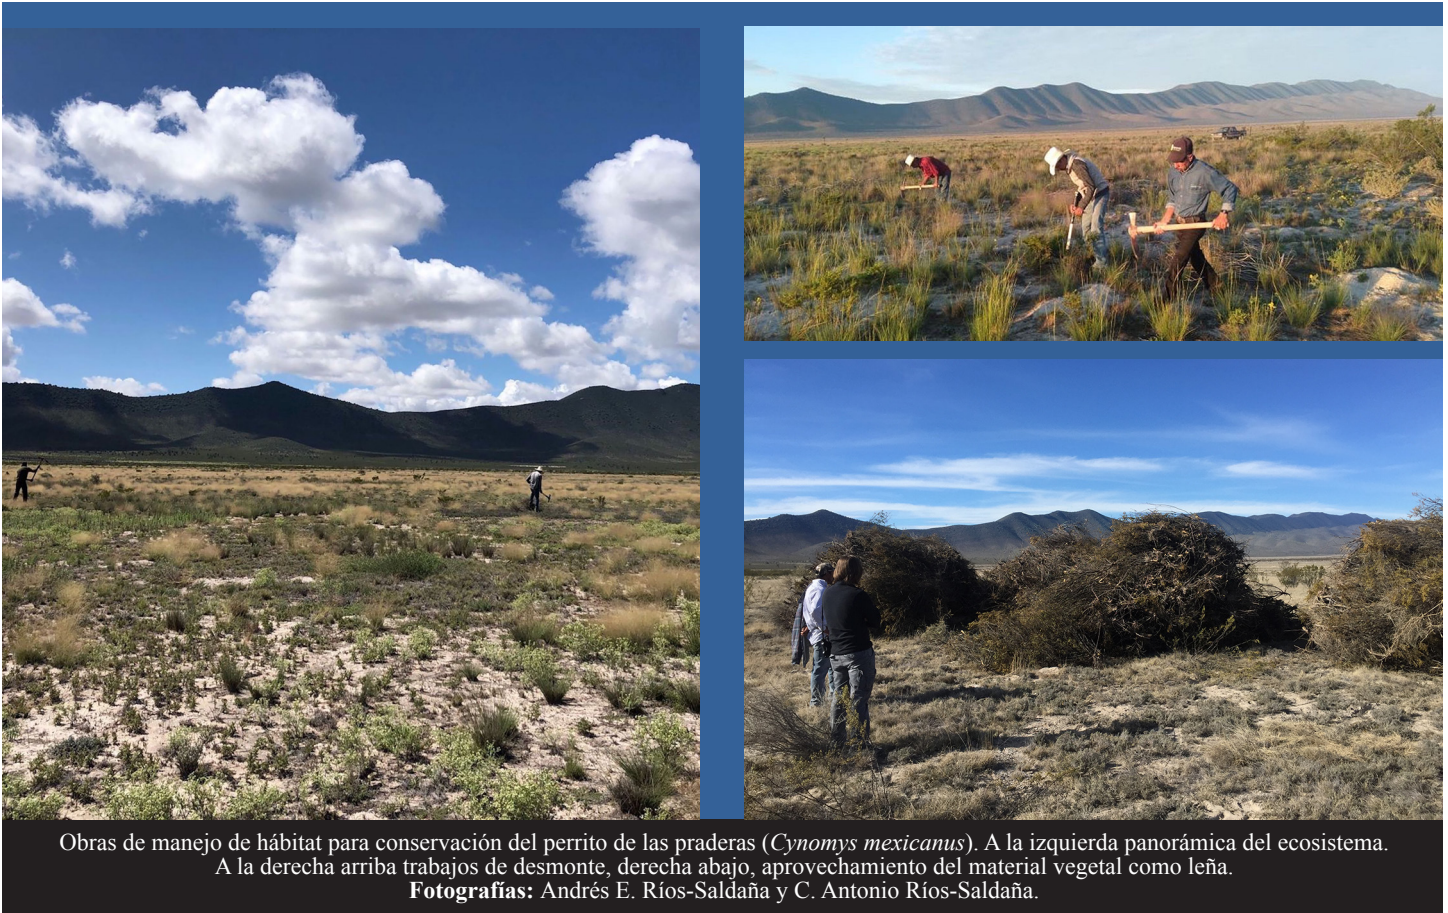 Obras de manejo de hábitat para conservación del perrito de las praderas (Cynomys mexicanus). A la izquierda panorámica del ecosistema.
A la derecha arriba trabajos de desmonte, derecha abajo, aprovechamiento del material vegetal como leña.
Fotografías: Andrés E. Ríos-Saldaña y C. Antonio Ríos-Saldaña.